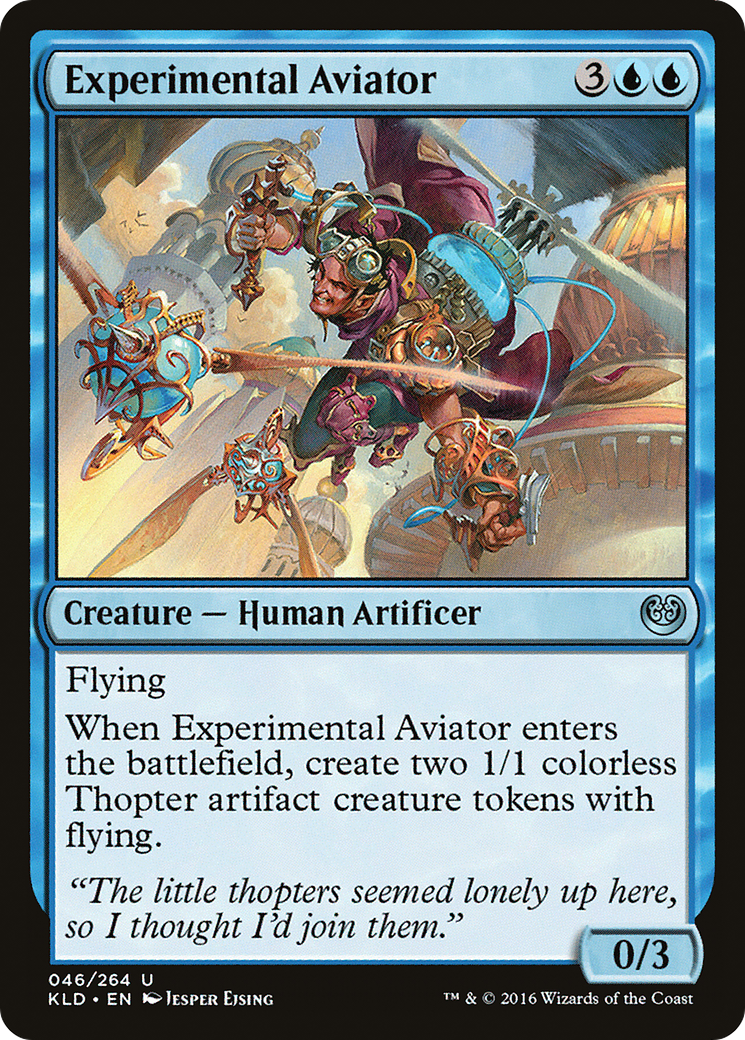 Experimental Aviator 3
Creature — Human Artificer
Flying
When Experimental Aviator enters
the battlefield, create two 1/1 colorless
Thopter artifact creature tokens with
flying.
“The little thopters seemed lonely up here,
so I thought I’d join them.”
0/3
046/264 U
KLD • EN Jesper Ejsing ™ & © 2016 Wizards of the Coast